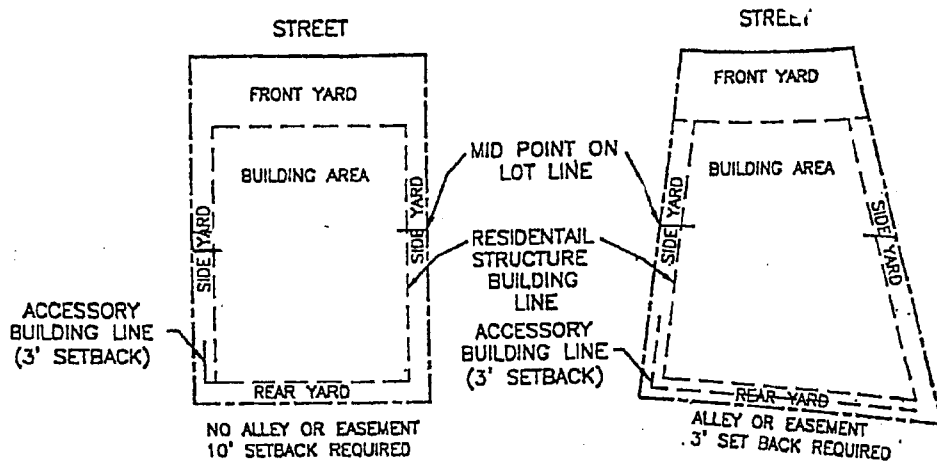 STREET
FRONT YARD
BUILDING AREA
SIDE YARD
SIDE YARD
ACCESSORY
BUILDING LINE
(3' SETBACK)
REAR YARD
NO ALLEY OR EASEMENT
10' SETBACK REQUIRED
MID POINT ON
LOT LINE
RESIDENTAIL
STRUCTURE
BUILDING
LINE
ACCESSORY
BUILDING LINE
(3' SETBACK)
STREET
FRONT YARD
BUILDING AREA
SIDE YARD
SIDE YARD
REAR YARD
ALLEY OR EASEMENT
3' SET BACK REQUIRED